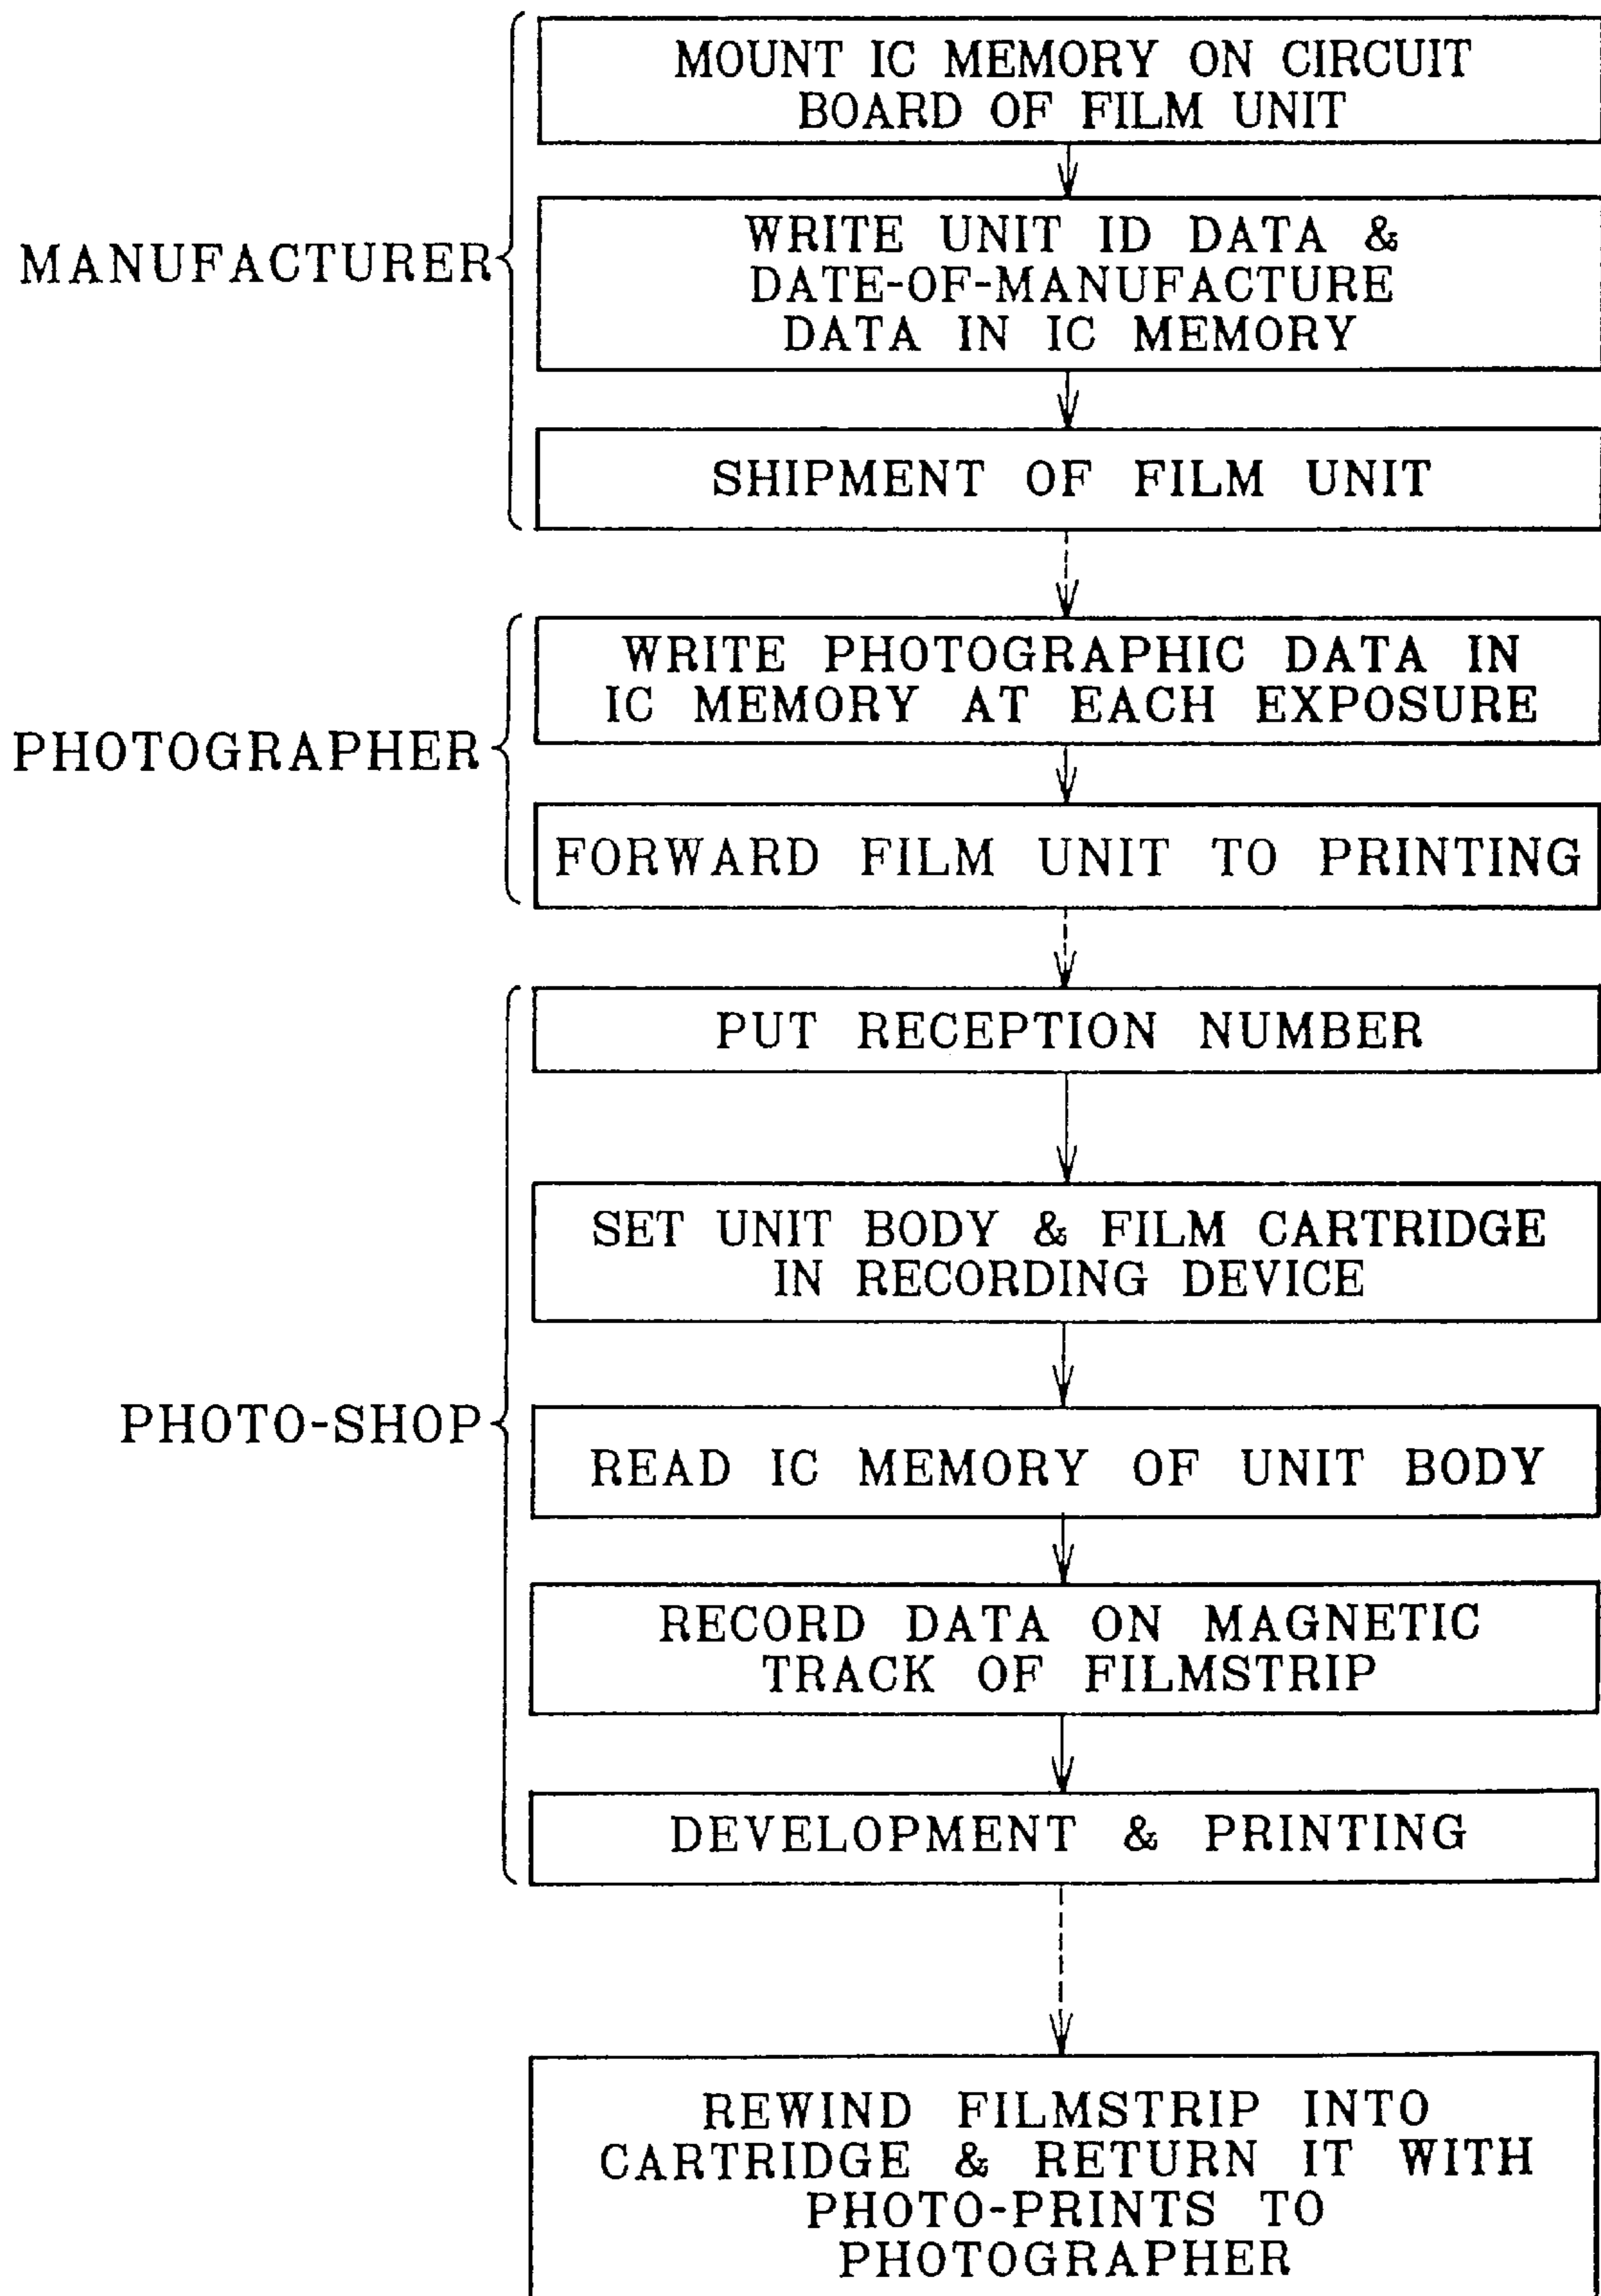 MOUNT IC MEMORY ON CIRCUIT
BOARD OF FILM UNIT
MANUFACTURER
WRITE UNIT ID DATA &
DATE-OF-MANUFACTURE
DATA IN IC MEMORY
SHIPMENT OF FILM UNIT
PHOTOGRAPHER
WRITE PHOTOGRAPHIC DATA IN
IC MEMORY AT EACH EXPOSURE
FORWARD FILM UNIT TO PRINTING
PHOTO-SHOP
PUT RECEPTION NUMBER
SET UNIT BODY & FILM CARTRIDGE
IN RECORDING DEVICE
READ IC MEMORY OF UNIT BODY
RECORD DATA ON MAGNETIC
TRACK OF FILMSTRIP
DEVELOPMENT & PRINTING
REWIND FILMSTRIP INTO
CARTRIDGE & RETURN IT WITH
PHOTO-PRINTS TO
PHOTOGRAPHER